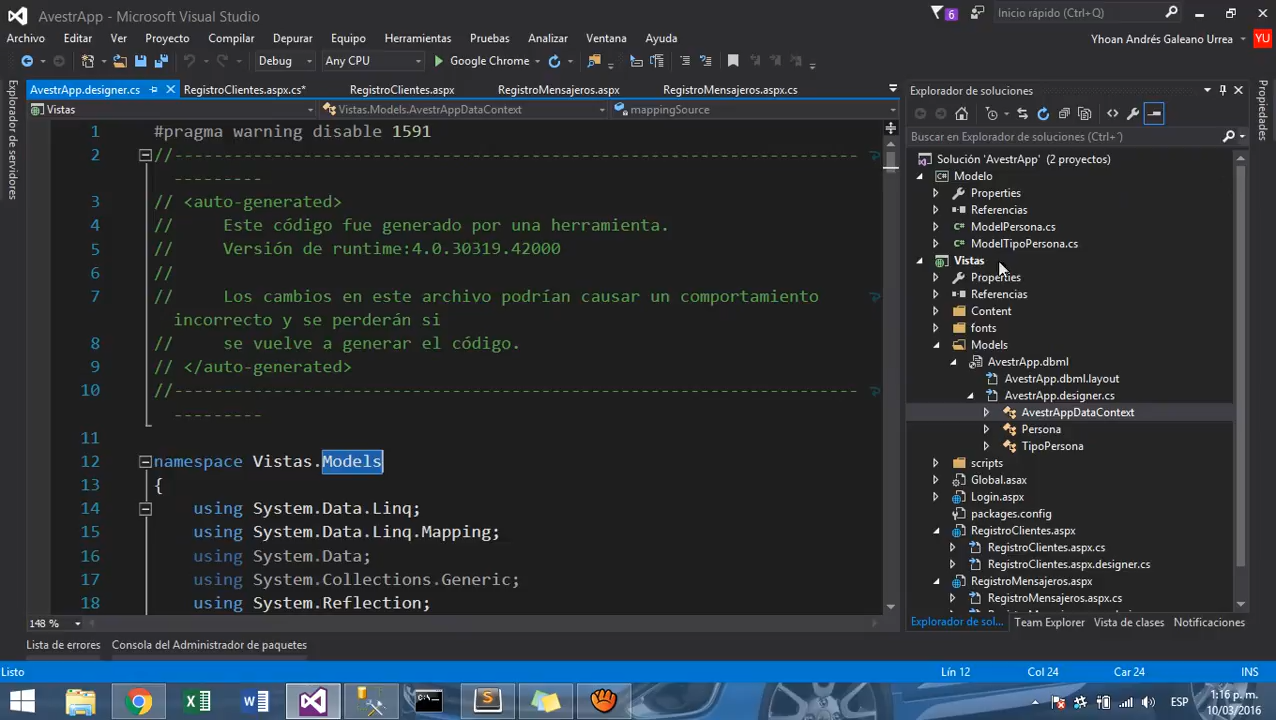 AvestrApp - Microsoft Visual Studio
6
Inicio rápido (Ctrl+Q)
Archivo Editar Ver Proyecto Compilar Depurar Equipo Herramientas Pruebas Analizar Ventana Ayuda
Yhoan Andrés Galeano Urrea YU
Debug Any CPU Google Chrome
AvestrApp.designer.cs RegistroClientes.aspx.cs* RegistroClientes.aspx RegistroMensajeros.aspx RegistroMensajeros.aspx.cs
Vistas Vistas.Models.AvestrAppDataContext mappingSource
Explorador de servidores
1 #pragma warning disable 1591
2 //---------------------------------------------------------------------
---------
3 // <auto-generated>
4 //     Este código fue generado por una herramienta.
5 //     Versión de runtime:4.0.30319.42000
6 //
7 //     Los cambios en este archivo podrían causar un comportamiento
incorrecto y se perderán si
8 //     se vuelve a generar el código.
9 // </auto-generated>
10 //---------------------------------------------------------------------
---------
11
12 namespace Vistas.Models
13 {
14 using System.Data.Linq;
15 using System.Data.Linq.Mapping;
16 using System.Data;
17 using System.Collections.Generic;
18 using System.Reflection;
148 %
Explorador de soluciones
Buscar en Explorador de soluciones (Ctrl+´)
Solución 'AvestrApp' (2 proyectos)
Modelo
Properties
Referencias
ModelPersona.cs
ModelTipoPersona.cs
Vistas
Properties
Referencias
Content
fonts
Models
AvestrApp.dbml
AvestrApp.dbml.layout
AvestrApp.designer.cs
AvestrAppDataContext
Persona
TipoPersona
scripts
Global.asax
Login.aspx
packages.config
RegistroClientes.aspx
RegistroClientes.aspx.cs
RegistroClientes.aspx.designer.cs
RegistroMensajeros.aspx
RegistroMensajeros.aspx.cs
Explorador de sol... Team Explorer Vista de clases Notificaciones
Propiedades
Lista de errores Consola del Administrador de paquetes
Listo Lín 12 Col 24 Car 24 INS
ESP
1:16 p. m.
10/03/2016